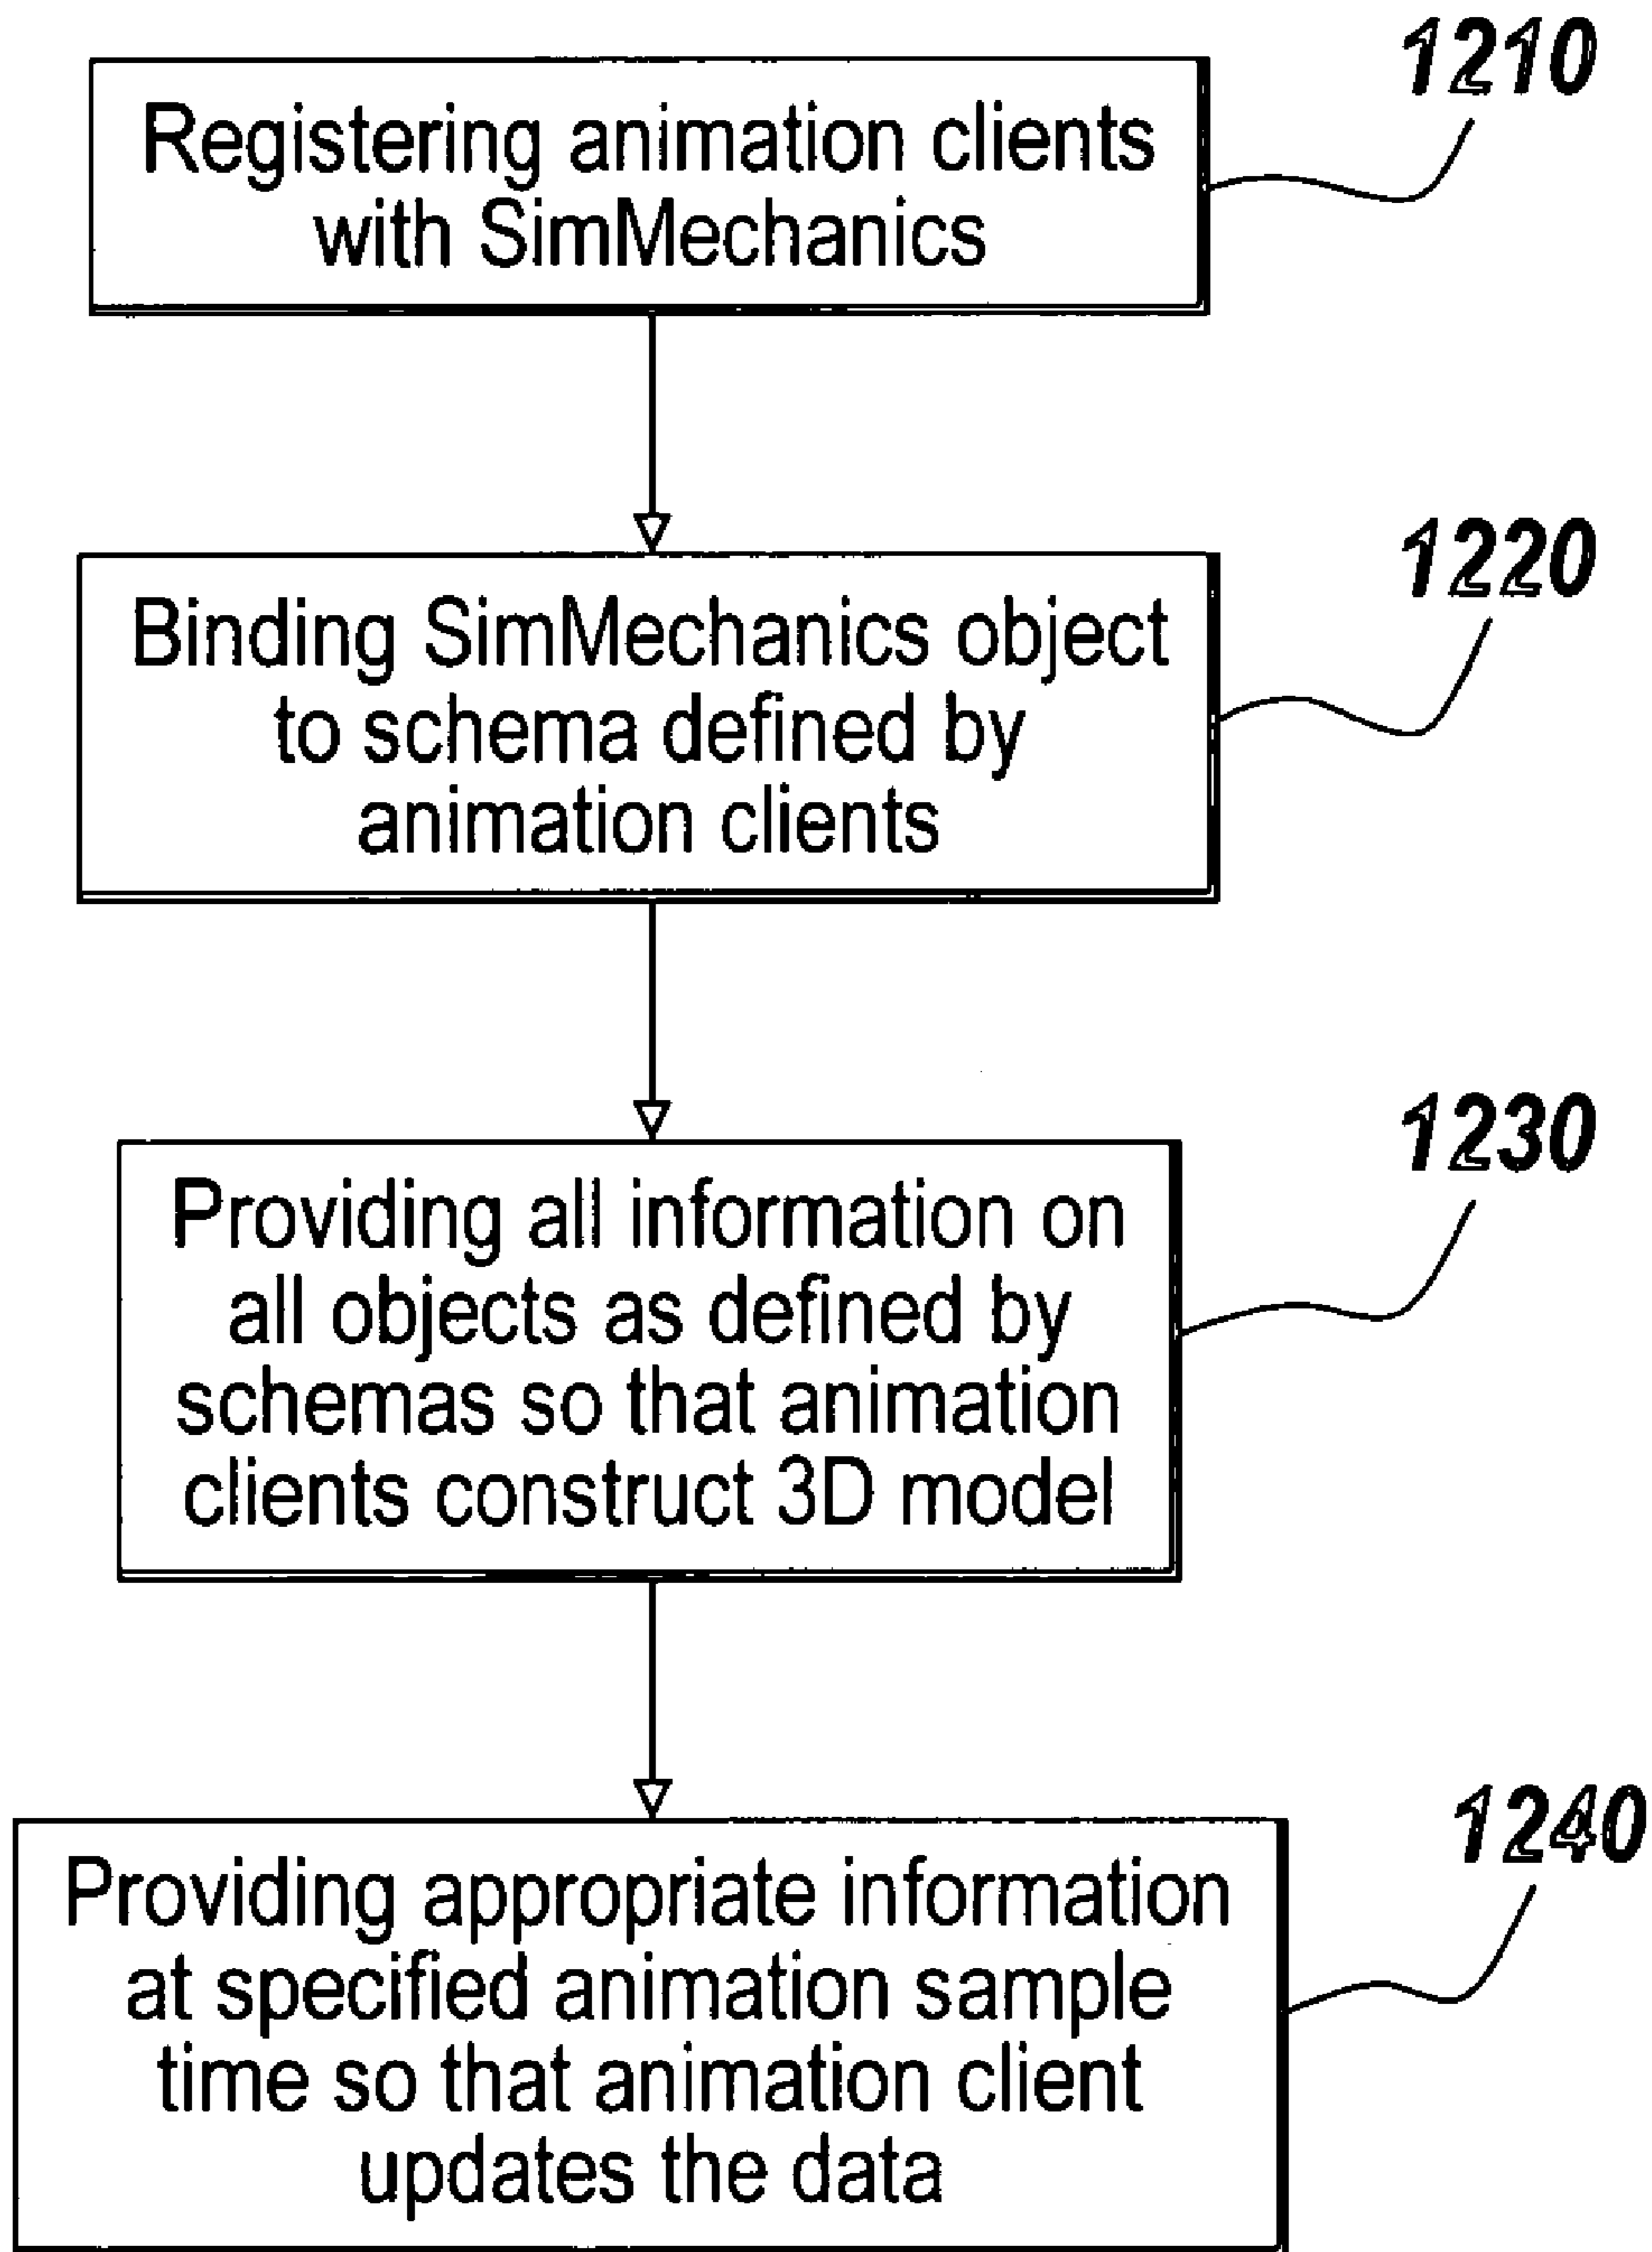 1210
Registering animation clients
with SimMechanics
1220
Binding SimMechanics object
to schema defined by
animation clients
1230
Providing all information on
all objects as defined by
schemas so that animation
clients construct 3D model
1240
Providing appropriate information
at specified animation sample
time so that animation client
updates the data